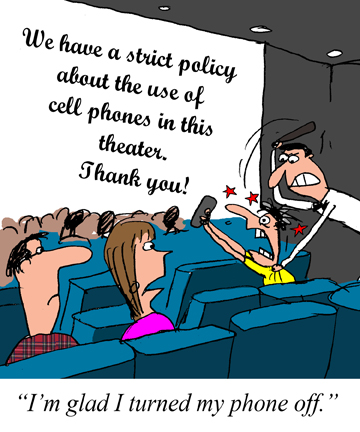 We have a strict policy
about the use of
cell phones in this
theater.
Thank you!
“I’m glad I turned my phone off.”